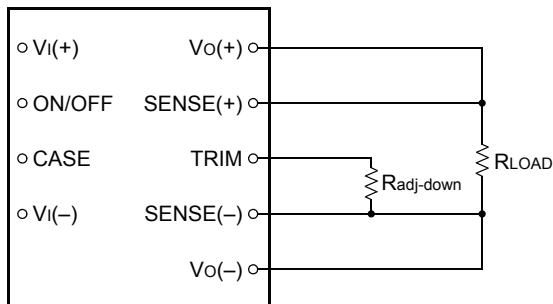 VI(+)
ON/OFF
CASE
VI(–)
VO(+)
SENSE(+)
TRIM
SENSE(–)
VO(–)
Radj-down
RLOAD